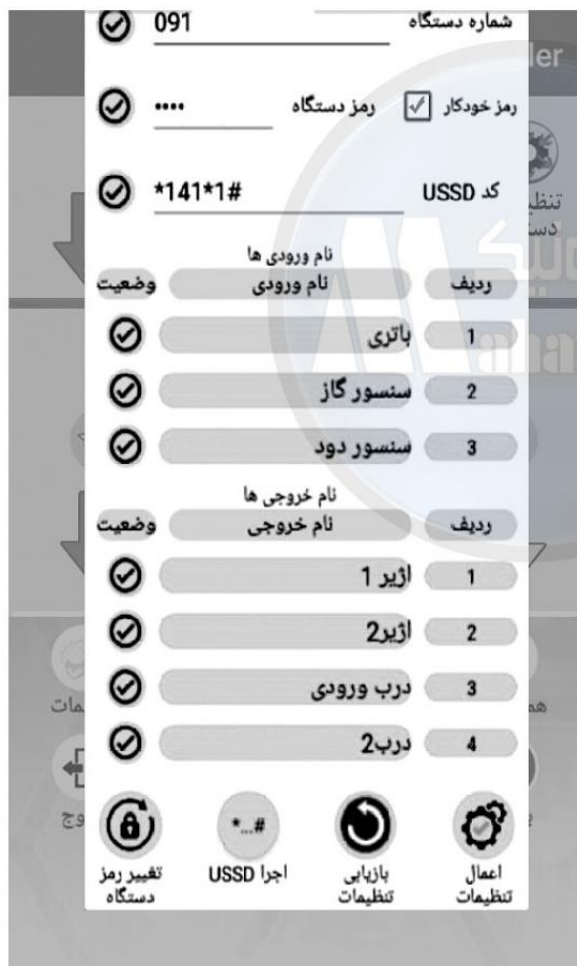 شماره دستگاه 091
رمز خودکار رمز دستگاه ••••
کد USSD *141*1#
نام ورودی ها
ردیف نام ورودی وضعیت
1 باتری
2 سنسور گاز
3 سنسور دود
نام خروجی ها
ردیف نام خروجی وضعیت
1 اژیر 1
2 اژیر2
3 درب ورودی
4 درب2
*...#
اعمال تنظیمات
بازیابی تنظیمات
اجرا USSD
تغییر رمز دستگاه